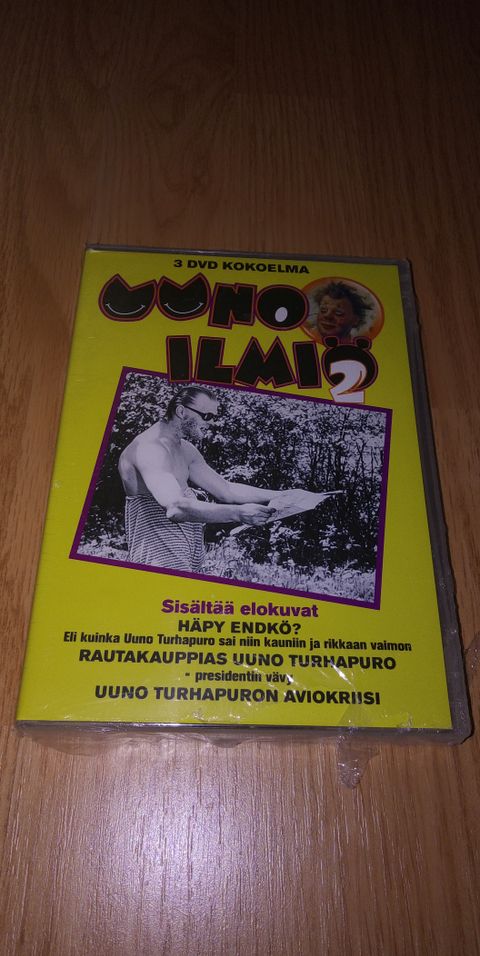 3 DVD KOKOELMA
UUNO
ILMIÖ
2
Sisältää elokuvat
HÄPY ENDKÖ?
Eli kuinka Uuno Turhapuro sai niin kauniin ja rikkaan vaimon
RAUTAKAUPPIAS UUNO TURHAPURO
- presidentin vävy
UUNO TURHAPURON AVIOKRIISI